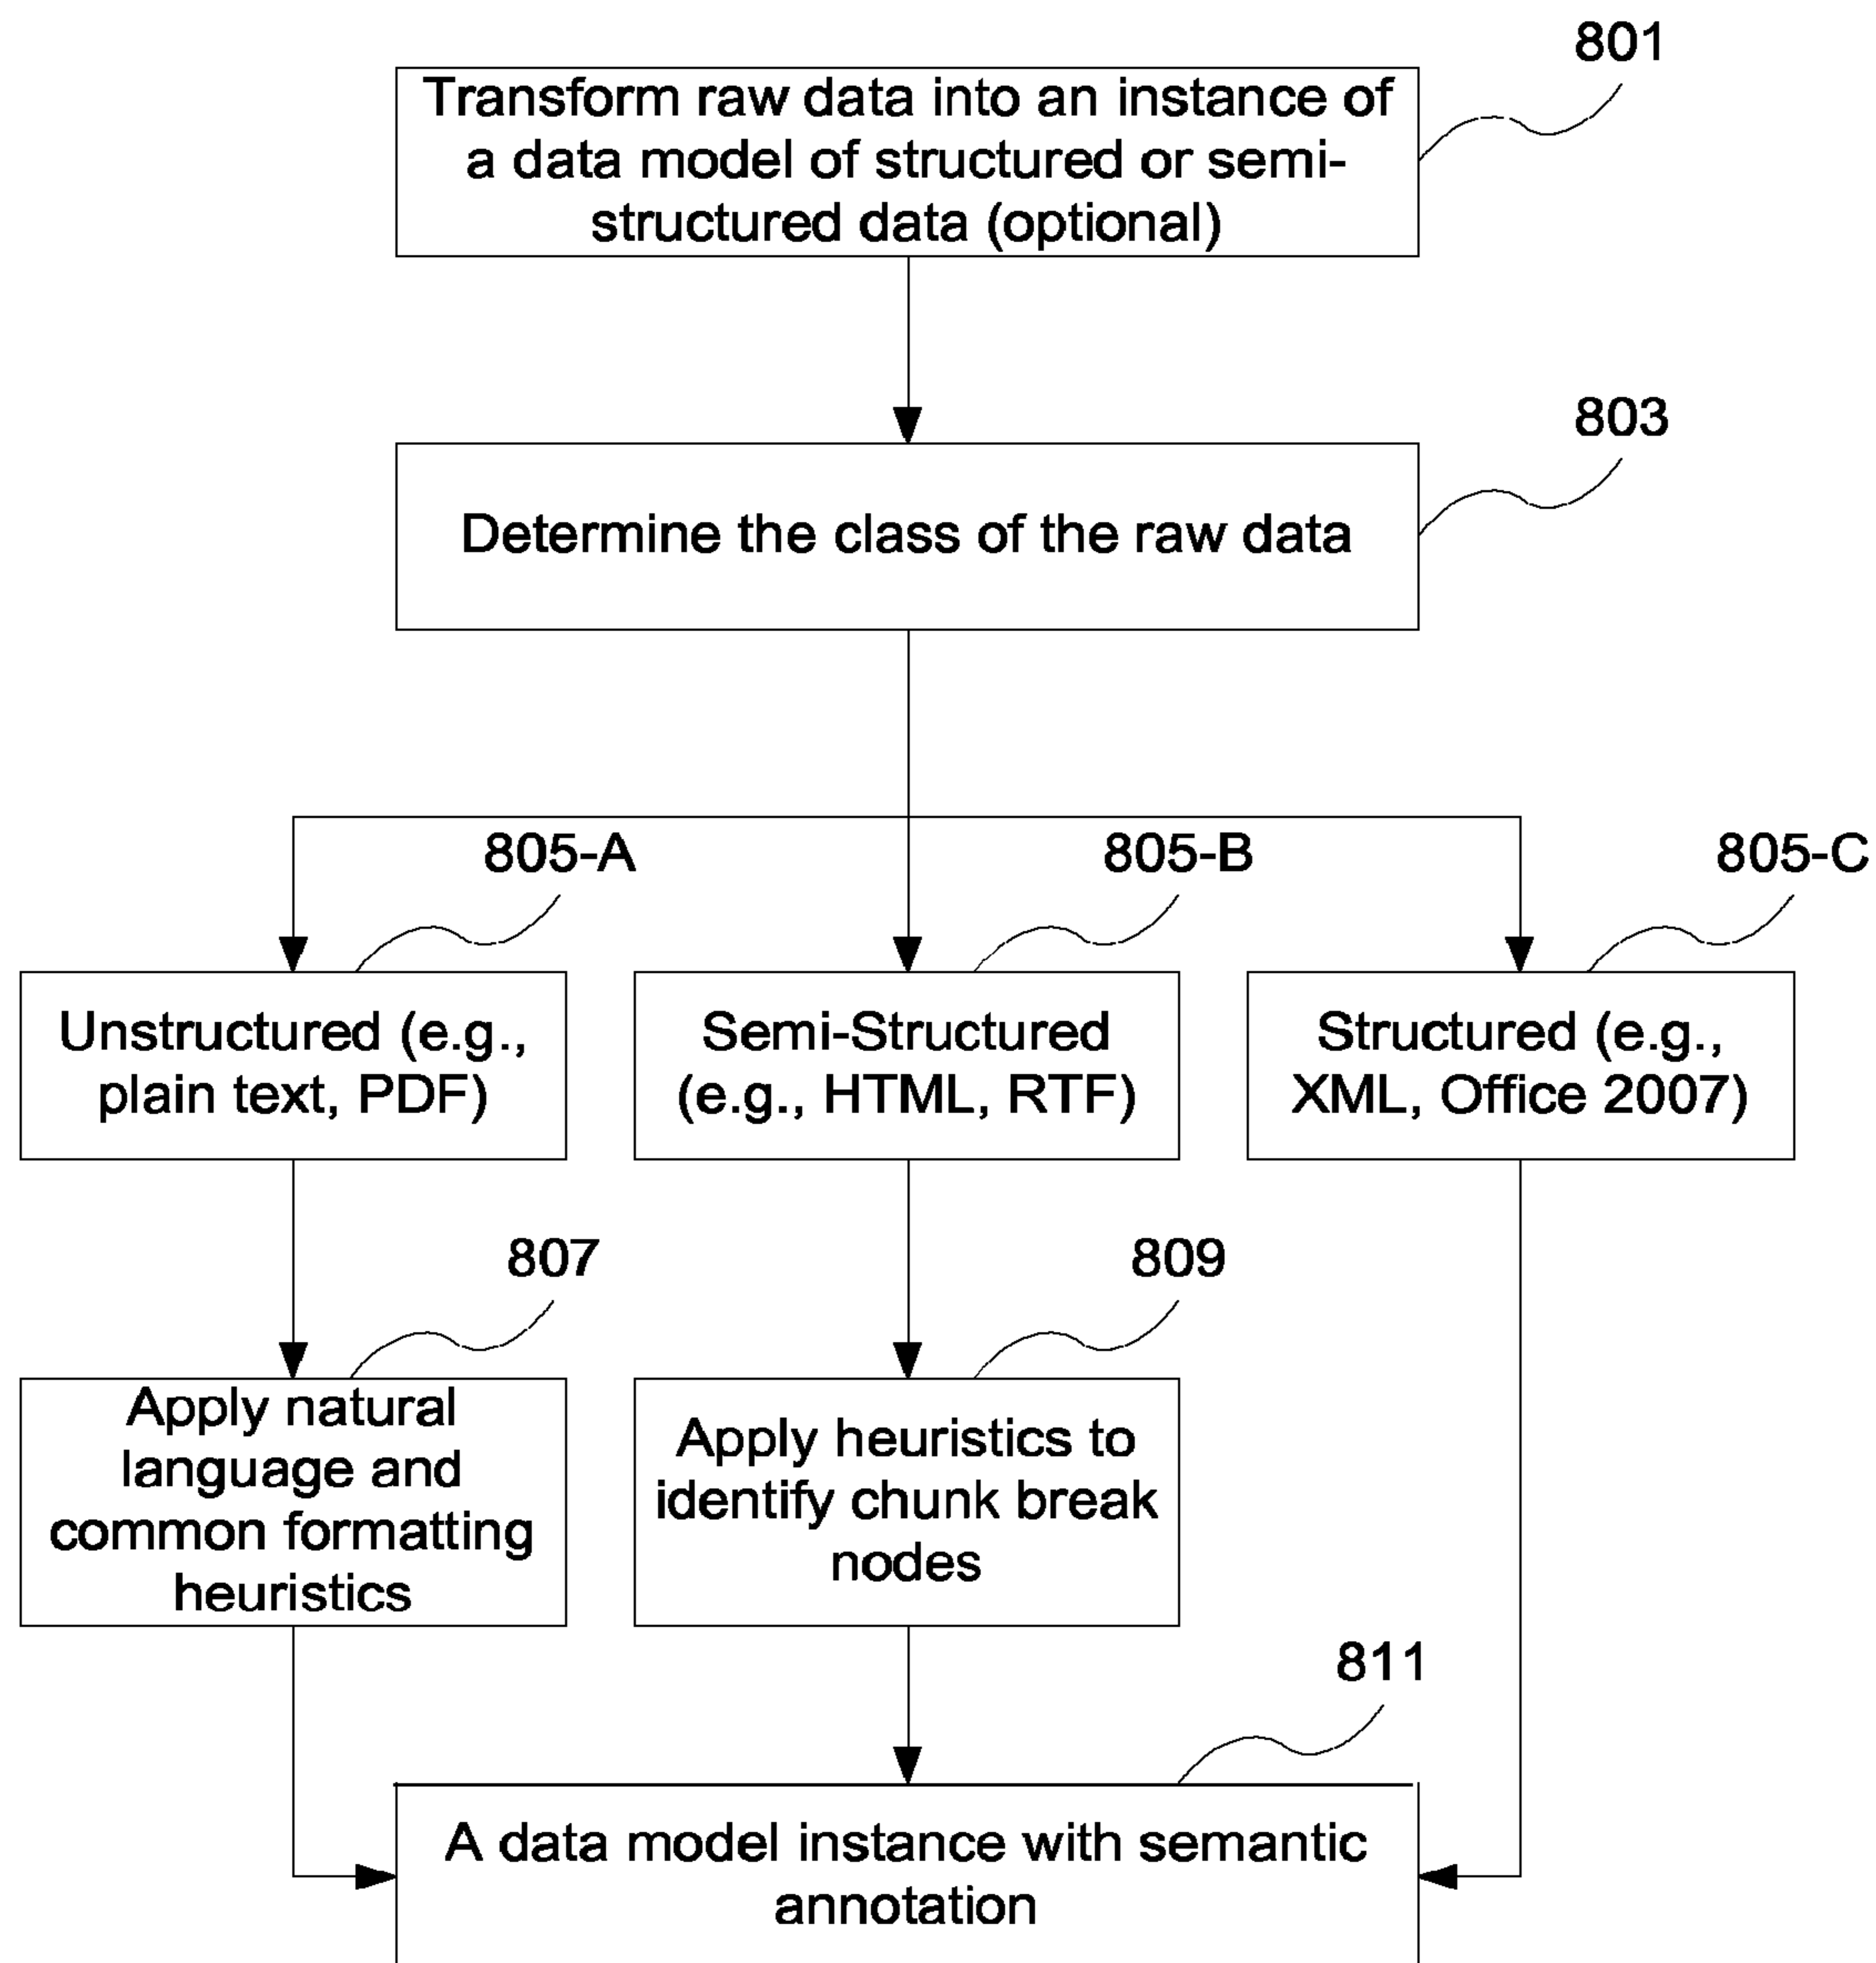 801
Transform raw data into an instance of
a data model of structured or semi-
structured data (optional)
803
Determine the class of the raw data
805-A
805-B
805-C
Unstructured (e.g.,
plain text, PDF)
Semi-Structured
(e.g., HTML, RTF)
Structured (e.g.,
XML, Office 2007)
807
809
Apply natural
language and
common formatting
heuristics
Apply heuristics to
identify chunk break
nodes
811
A data model instance with semantic
annotation